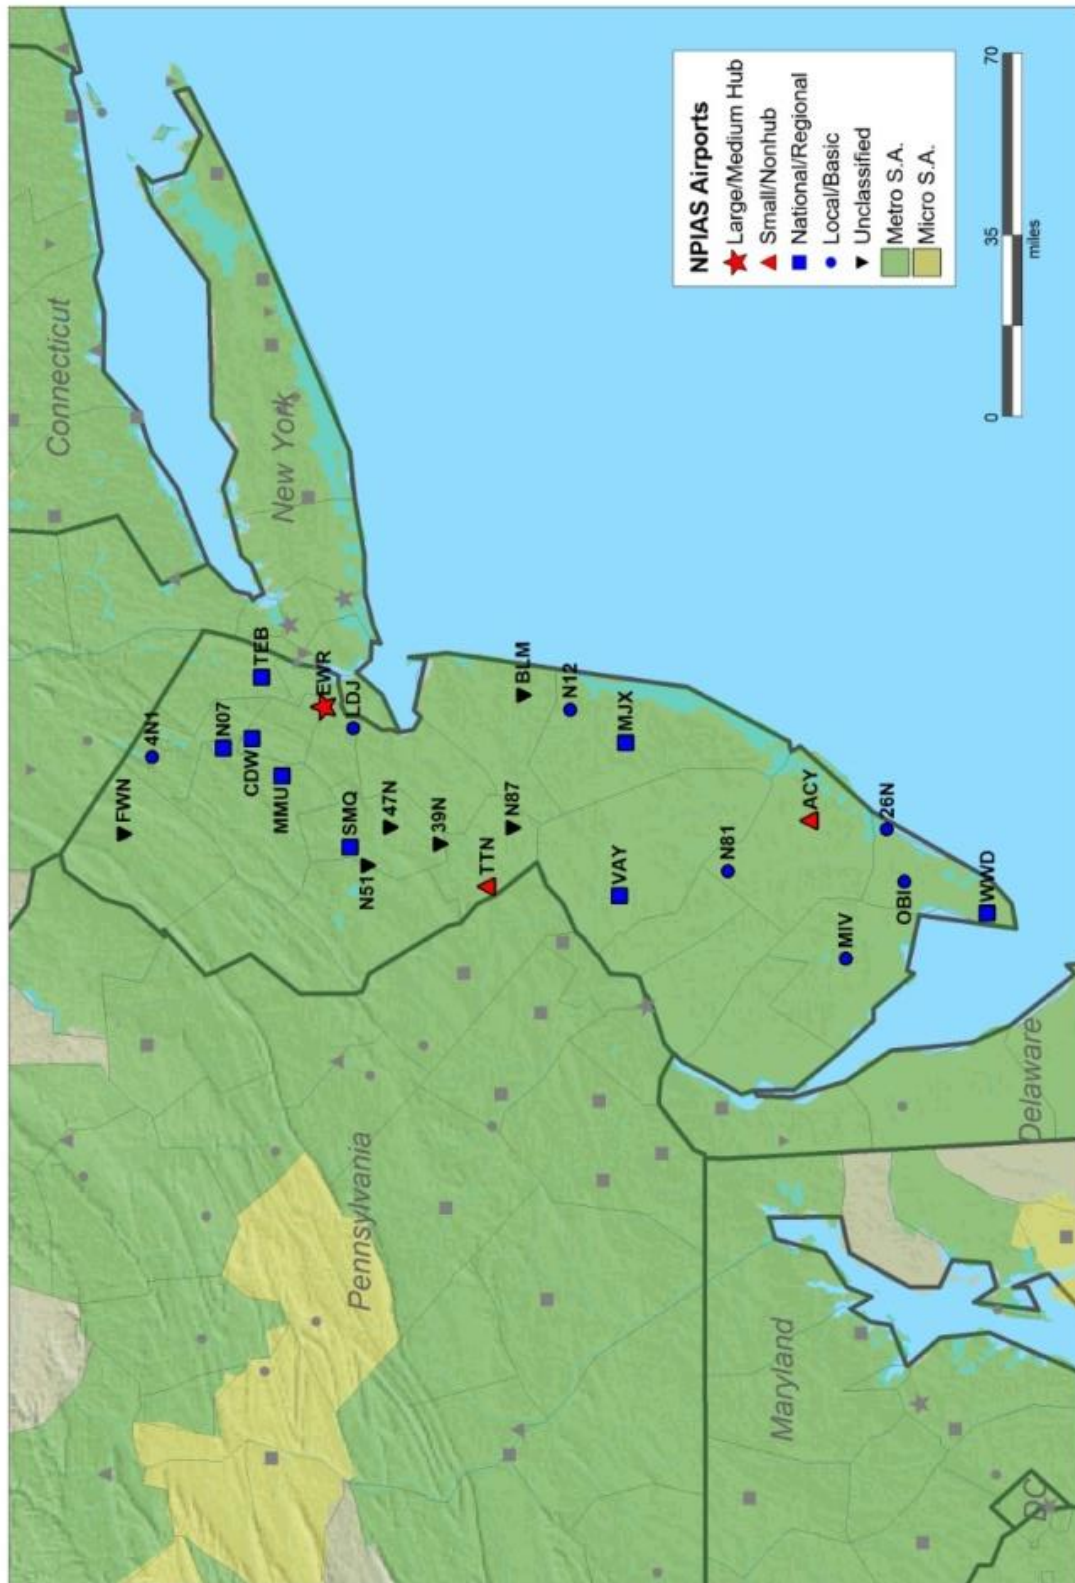 Connecticut
New York
Pennsylvania
Maryland
Delaware
DC
FWN
4N1
N07
CDW
TEB
MMU
EWR
LDJ
SMQ
N51
47N
39N
TTN
N87
BLM
N12
MJX
VAY
N81
ACY
MIV
26N
OBI
WWD
NPIAS Airports
Large/Medium Hub
Small/Nonhub
National/Regional
Local/Basic
Unclassified
Metro S.A.
Micro S.A.
0 35 70
miles